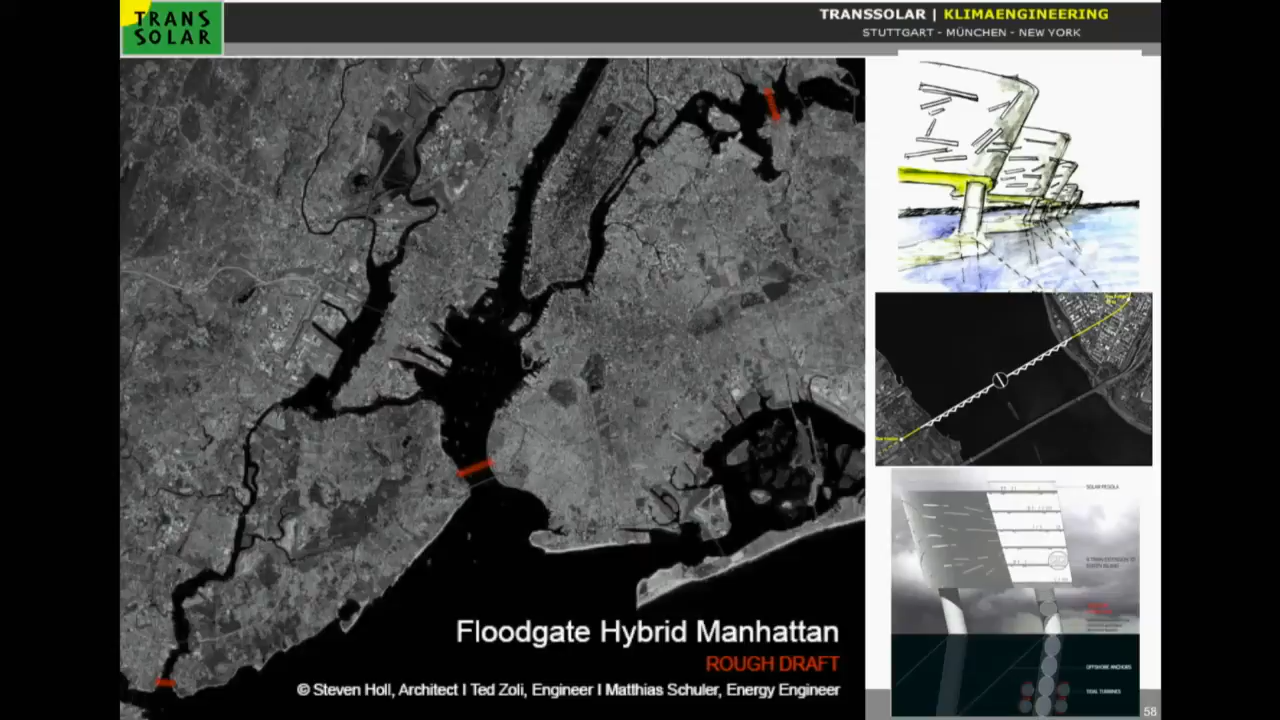 TRANS
SOLAR
TRANSSOLAR | KLIMAENGINEERING
STUTTGART - MÜNCHEN - NEW YORK
SOLAR PEGOLA
OFFSHORE ANCHORS
TIDAL TURBINES
Floodgate Hybrid Manhattan
ROUGH DRAFT
© Steven Holl, Architect I Ted Zoli, Engineer I Matthias Schuler, Energy Engineer
58